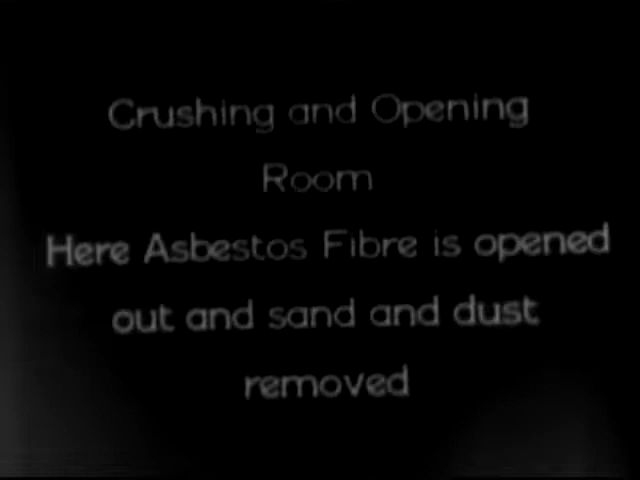 Crushing and Opening
Room
Here Asbestos Fibre is opened
out and sand and dust
removed